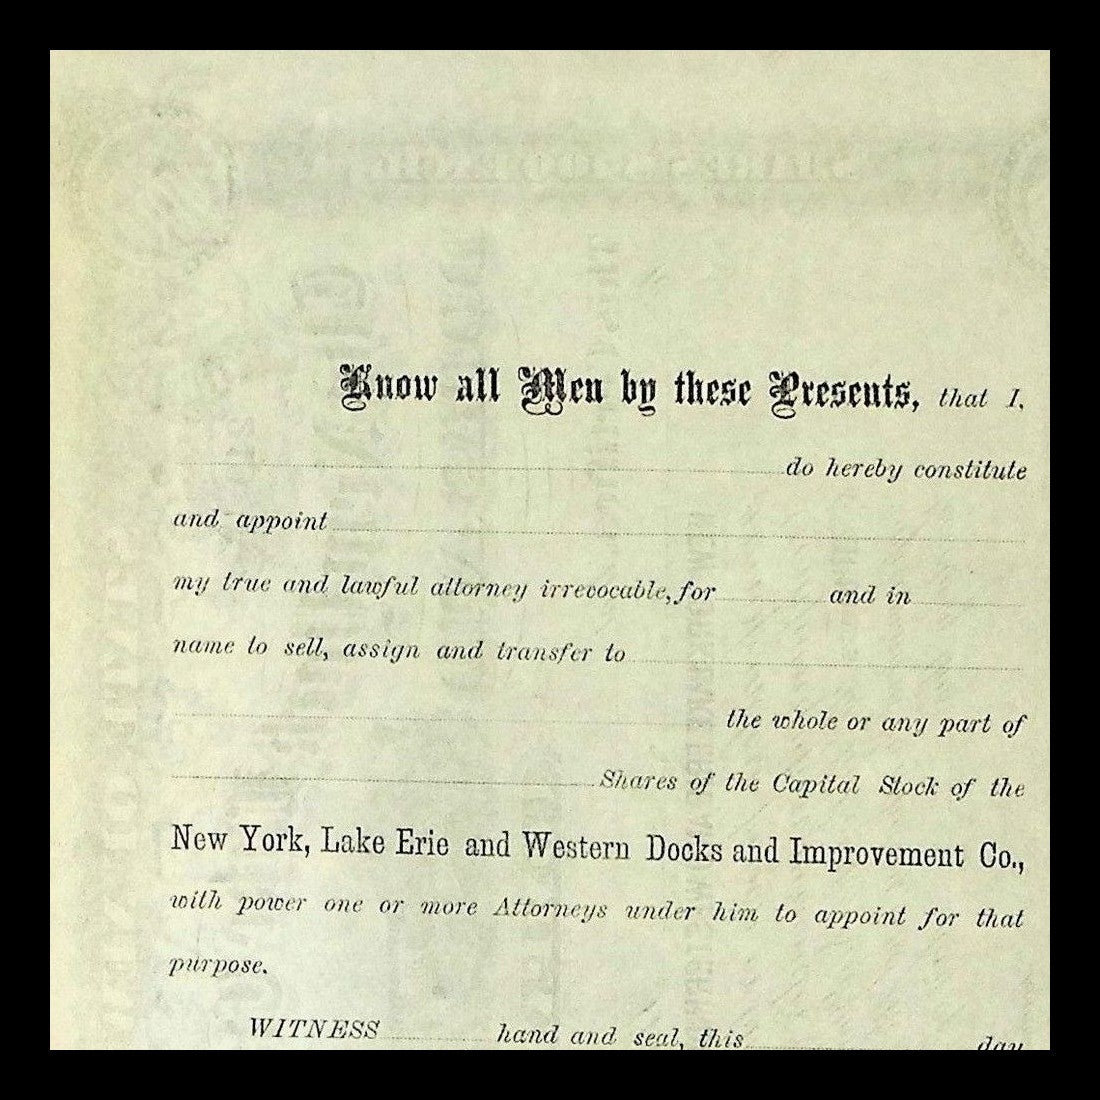 Know all Men by these Presents, that I,
do hereby constitute
and appoint
my true and lawful attorney irrevocable, for and in
name to sell, assign and transfer to
the whole or any part of
Shares of the Capital Stock of the
New York, Lake Erie and Western Docks and Improvement Co.,
with power one or more Attorneys under him to appoint for that
purpose.
WITNESS hand and seal, this day